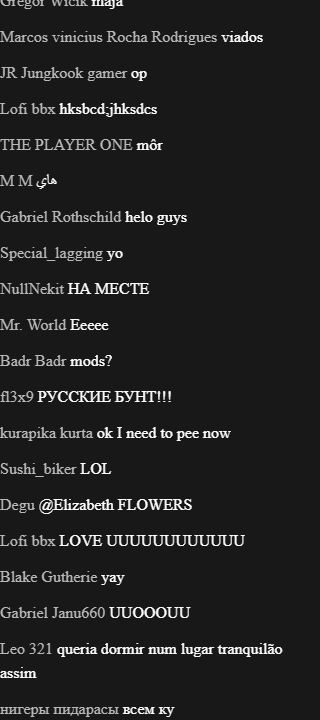 Gregor Wicik maja
Marcos vinicius Rocha Rodrigues viados
JR Jungkook gamer op
Lofi bbx hksbcd;jhksdcs
THE PLAYER ONE môr
M M هاي
Gabriel Rothschild helo guys
Special_lagging yo
NullNekit НА МЕСТЕ
Mr. World Eeeee
Badr Badr mods?
fl3x9 РУССКИЕ БУНТ!!!
kurapika kurta ok I need to pee now
Sushi_biker LOL
Degu @Elizabeth FLOWERS
Lofi bbx LOVE UUUUUUUUUUUU
Blake Gutherie yay
Gabriel Janu660 UUOOOUU
Leo 321 queria dormir num lugar tranquilão
assim
нигеры пидарасы всем ку